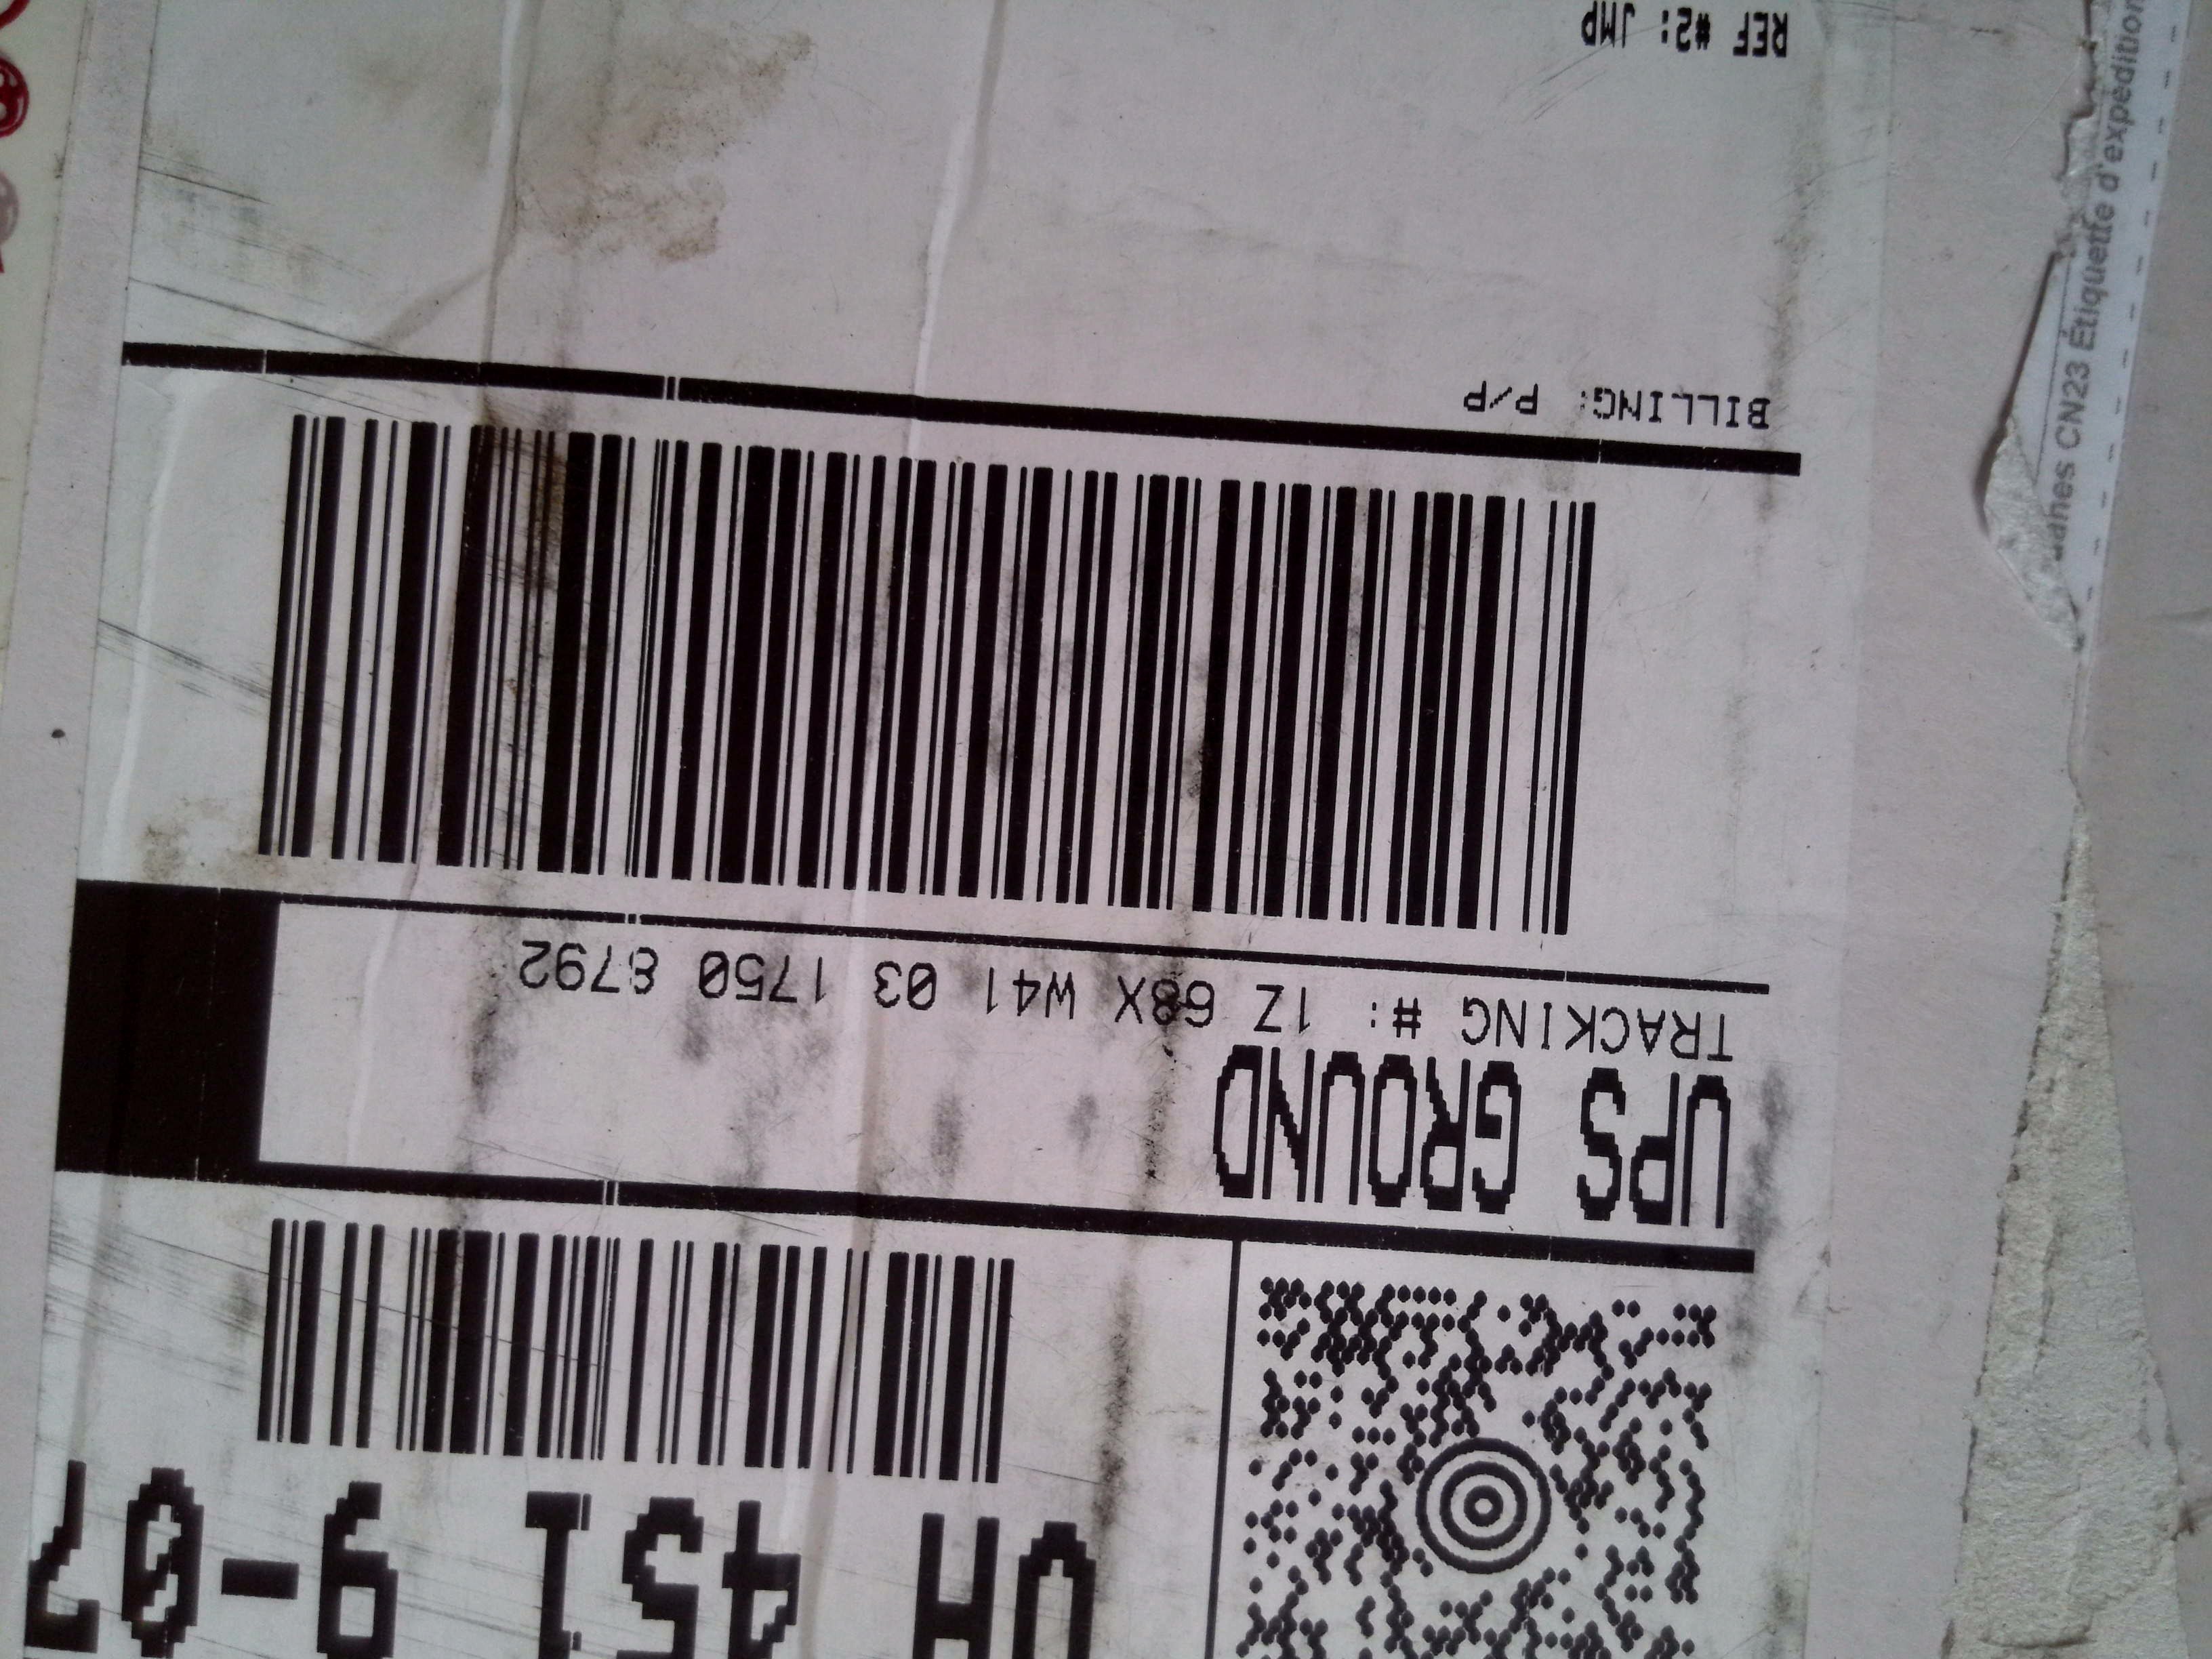 OH 451 9-07
UPS GROUND
TRACKING #: 1Z 68X W41 03 1750 8792
BILLING: P/P
REF #2: JMP
CN23 Étiquette d'expédition